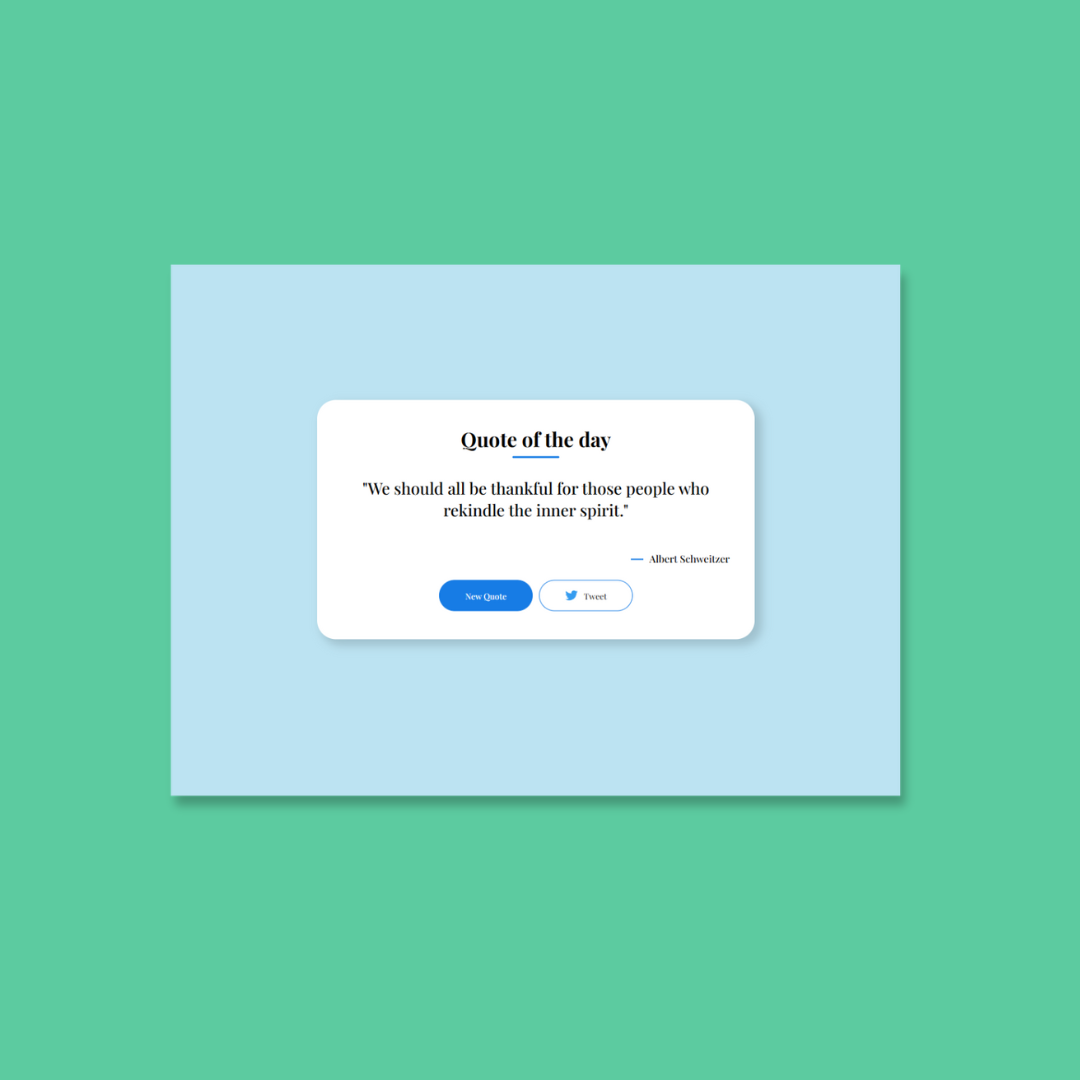 Quote of the day
"We should all be thankful for those people who
rekindle the inner spirit."
— Albert Schweitzer
New Quote
Tweet